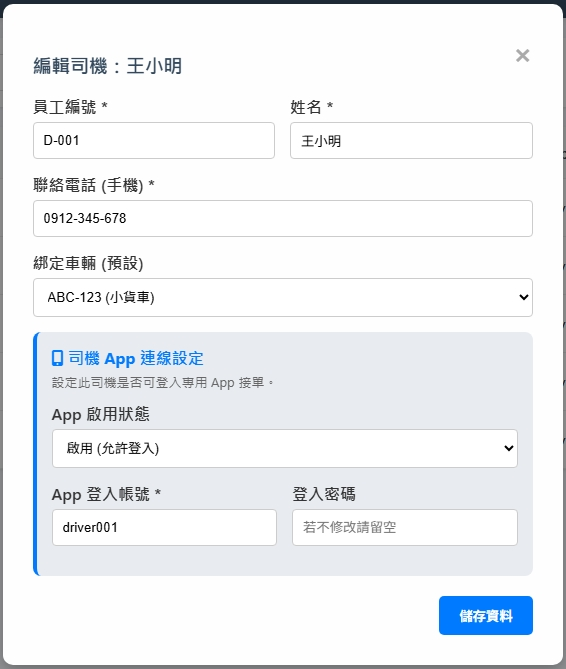 編輯司機：王小明
×
員工編號 * 姓名 *
D-001 王小明
聯絡電話 (手機) *
0912-345-678
綁定車輛 (預設)
ABC-123 (小貨車)
司機 App 連線設定
設定此司機是否可登入專用 App 接單。
App 啟用狀態
啟用 (允許登入)
App 登入帳號 * 登入密碼
driver001 若不修改請留空
儲存資料